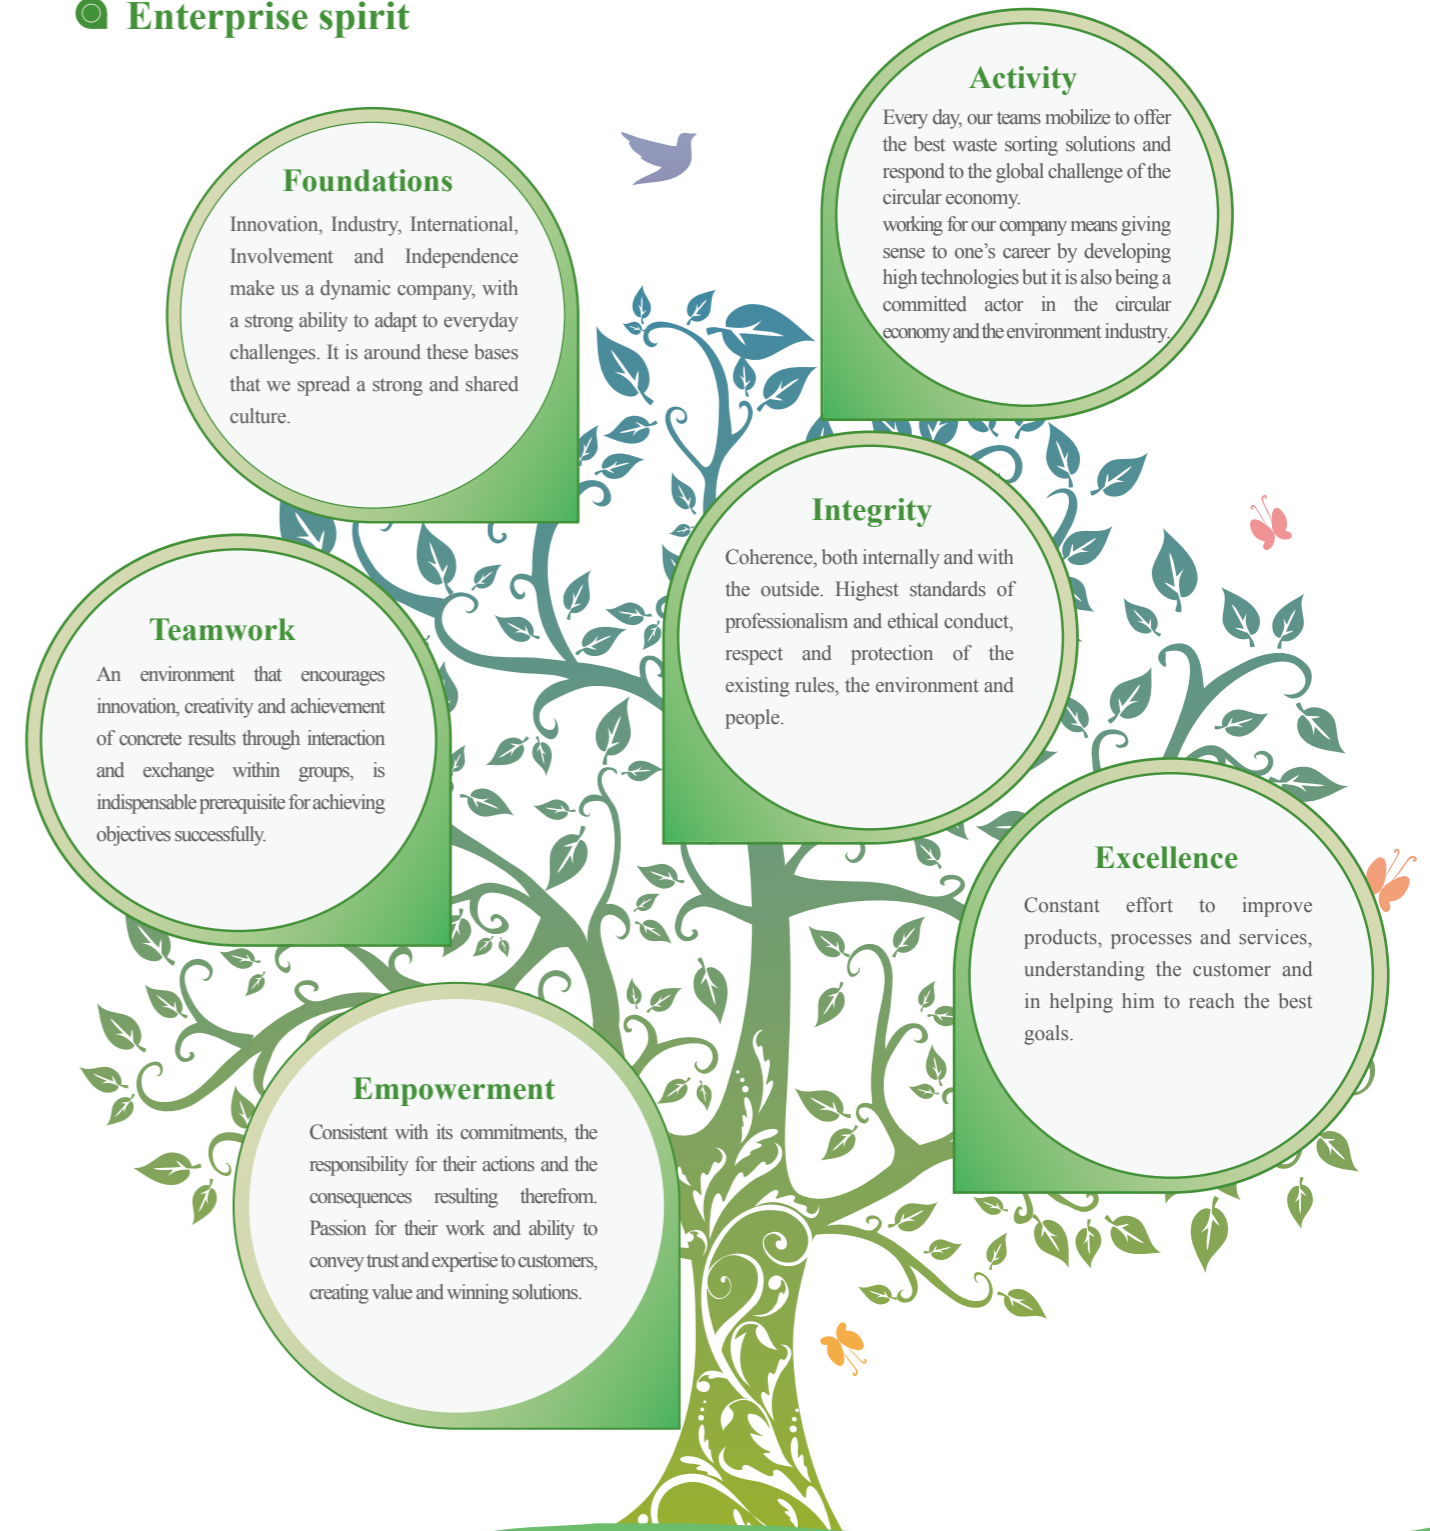 Enterprise spirit
Activity
Every day, our teams mobilize to offer
the best waste sorting solutions and
respond to the global challenge of the
circular economy.
working for our company means giving
sense to one’s career by developing
high technologies but it is also being a
committed actor in the circular
economy and the environment industry.
Foundations
Innovation, Industry, International,
Involvement and Independence
make us a dynamic company, with
a strong ability to adapt to everyday
challenges. It is around these bases
that we spread a strong and shared
culture.
Integrity
Coherence, both internally and with
the outside. Highest standards of
professionalism and ethical conduct,
respect and protection of the
existing rules, the environment and
people.
Teamwork
An environment that encourages
innovation, creativity and achievement
of concrete results through interaction
and exchange within groups, is
indispensable prerequisite for achieving
objectives successfully.
Excellence
Constant effort to improve
products, processes and services,
understanding the customer and
in helping him to reach the best
goals.
Empowerment
Consistent with its commitments, the
responsibility for their actions and the
consequences resulting therefrom.
Passion for their work and ability to
convey trust and expertise to customers,
creating value and winning solutions.